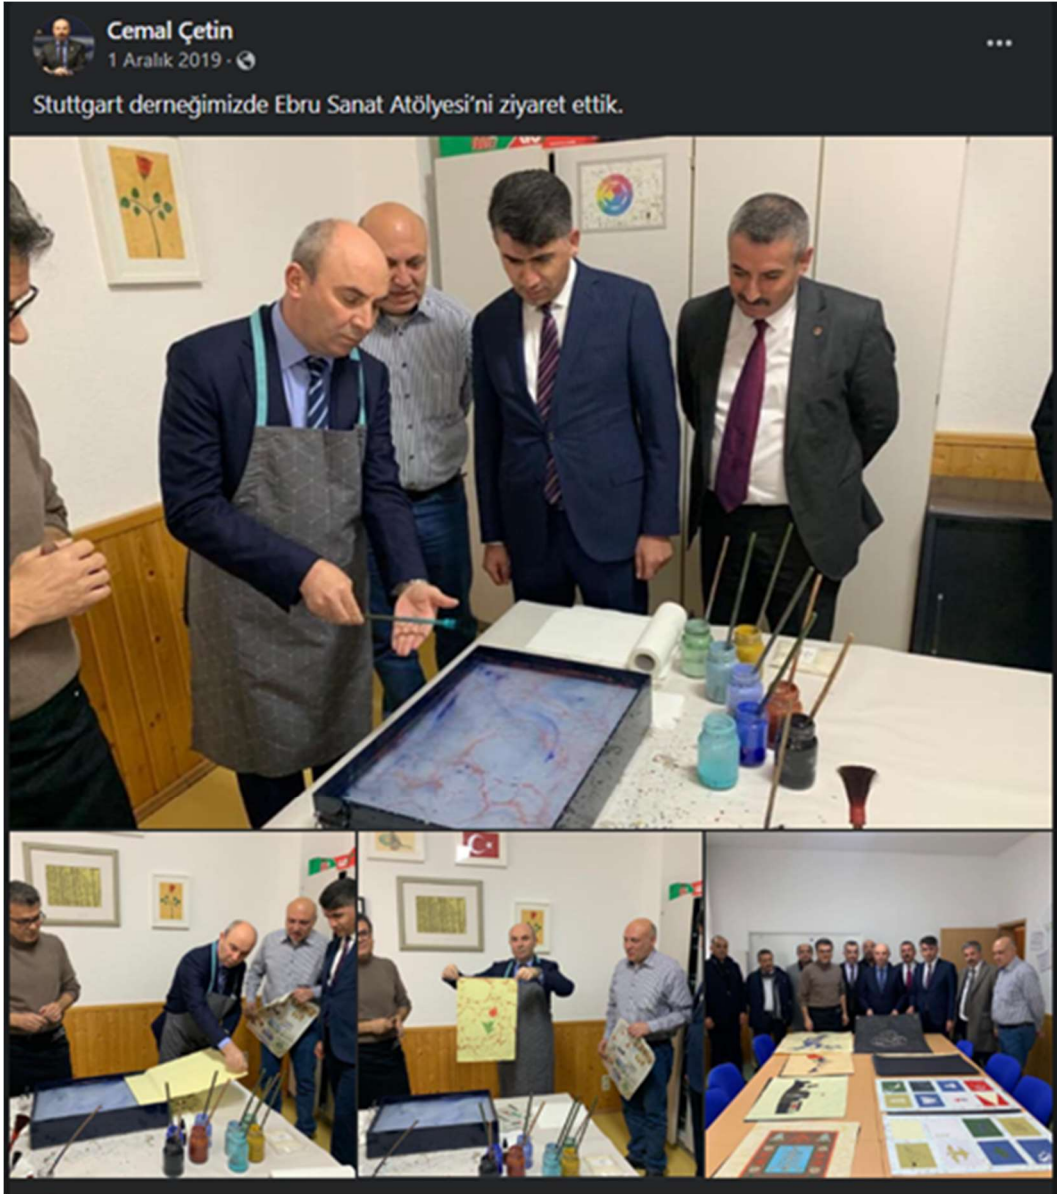 Cemal Çetin
1 Aralık 2019 ·
Stuttgart derneğimizde Ebru Sanat Atölyesi'ni ziyaret ettik.